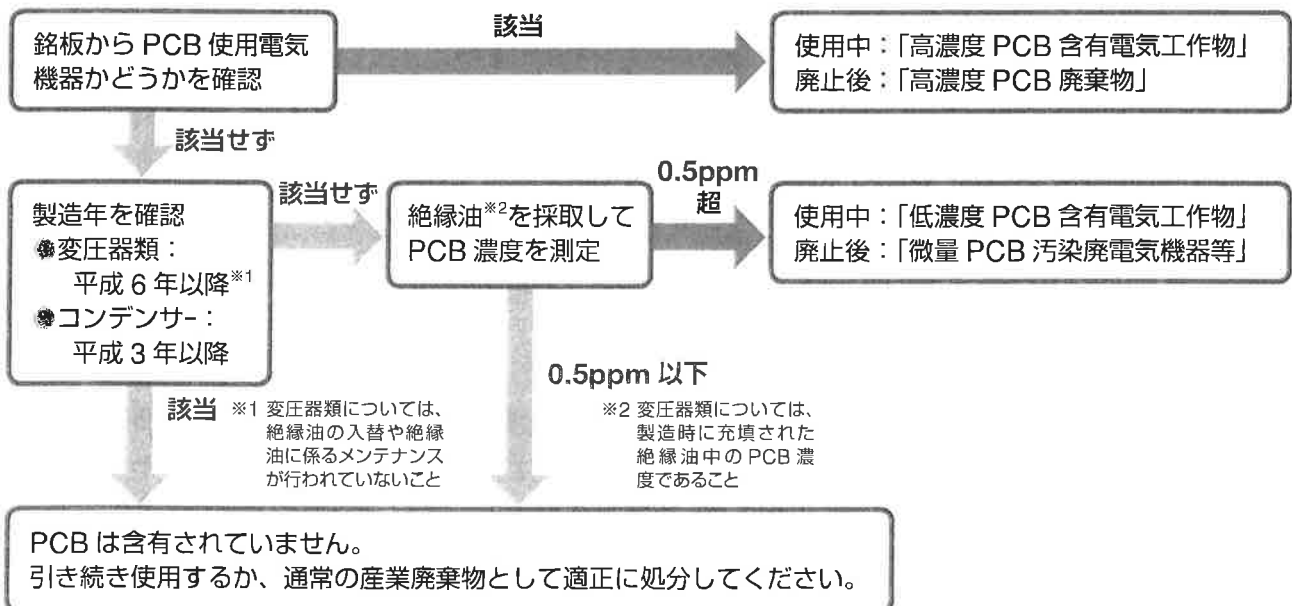 銘板から PCB 使用電気
機器かどうかを確認
該当
使用中：「高濃度 PCB 含有電気工作物」
廃止後：「高濃度 PCB 廃棄物」
該当せず
製造年を確認
●変圧器類：
平成 6 年以降※1
●コンデンサー：
平成 3 年以降
該当せず
絶縁油※2を採取して
PCB 濃度を測定
0.5ppm
超
使用中：「低濃度 PCB 含有電気工作物」
廃止後：「微量 PCB 汚染廃電気機器等」
該当
※1 変圧器類については、
絶縁油の入替や絶縁
油に係るメンテナンス
が行われていないこと
0.5ppm 以下
※2 変圧器類については、
製造時に充填された
絶縁油中の PCB 濃
度であること
PCB は含有されていません。
引き続き使用するか、通常の産業廃棄物として適正に処分してください。